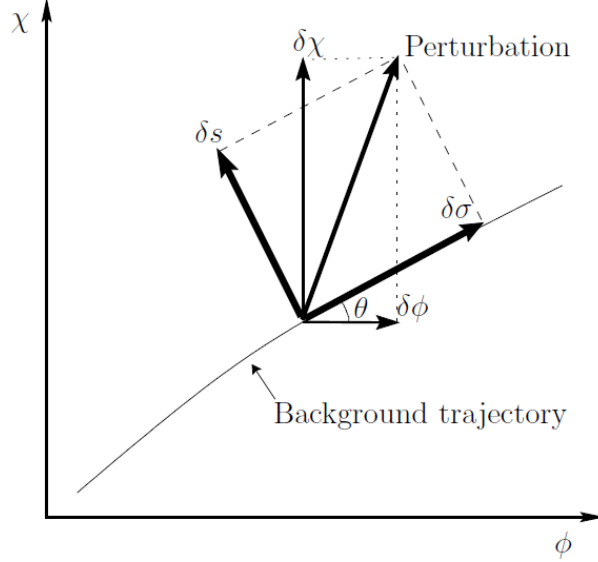 χ
δχ
Perturbation
δs
δσ
θ
δϕ
Background trajectory
ϕ